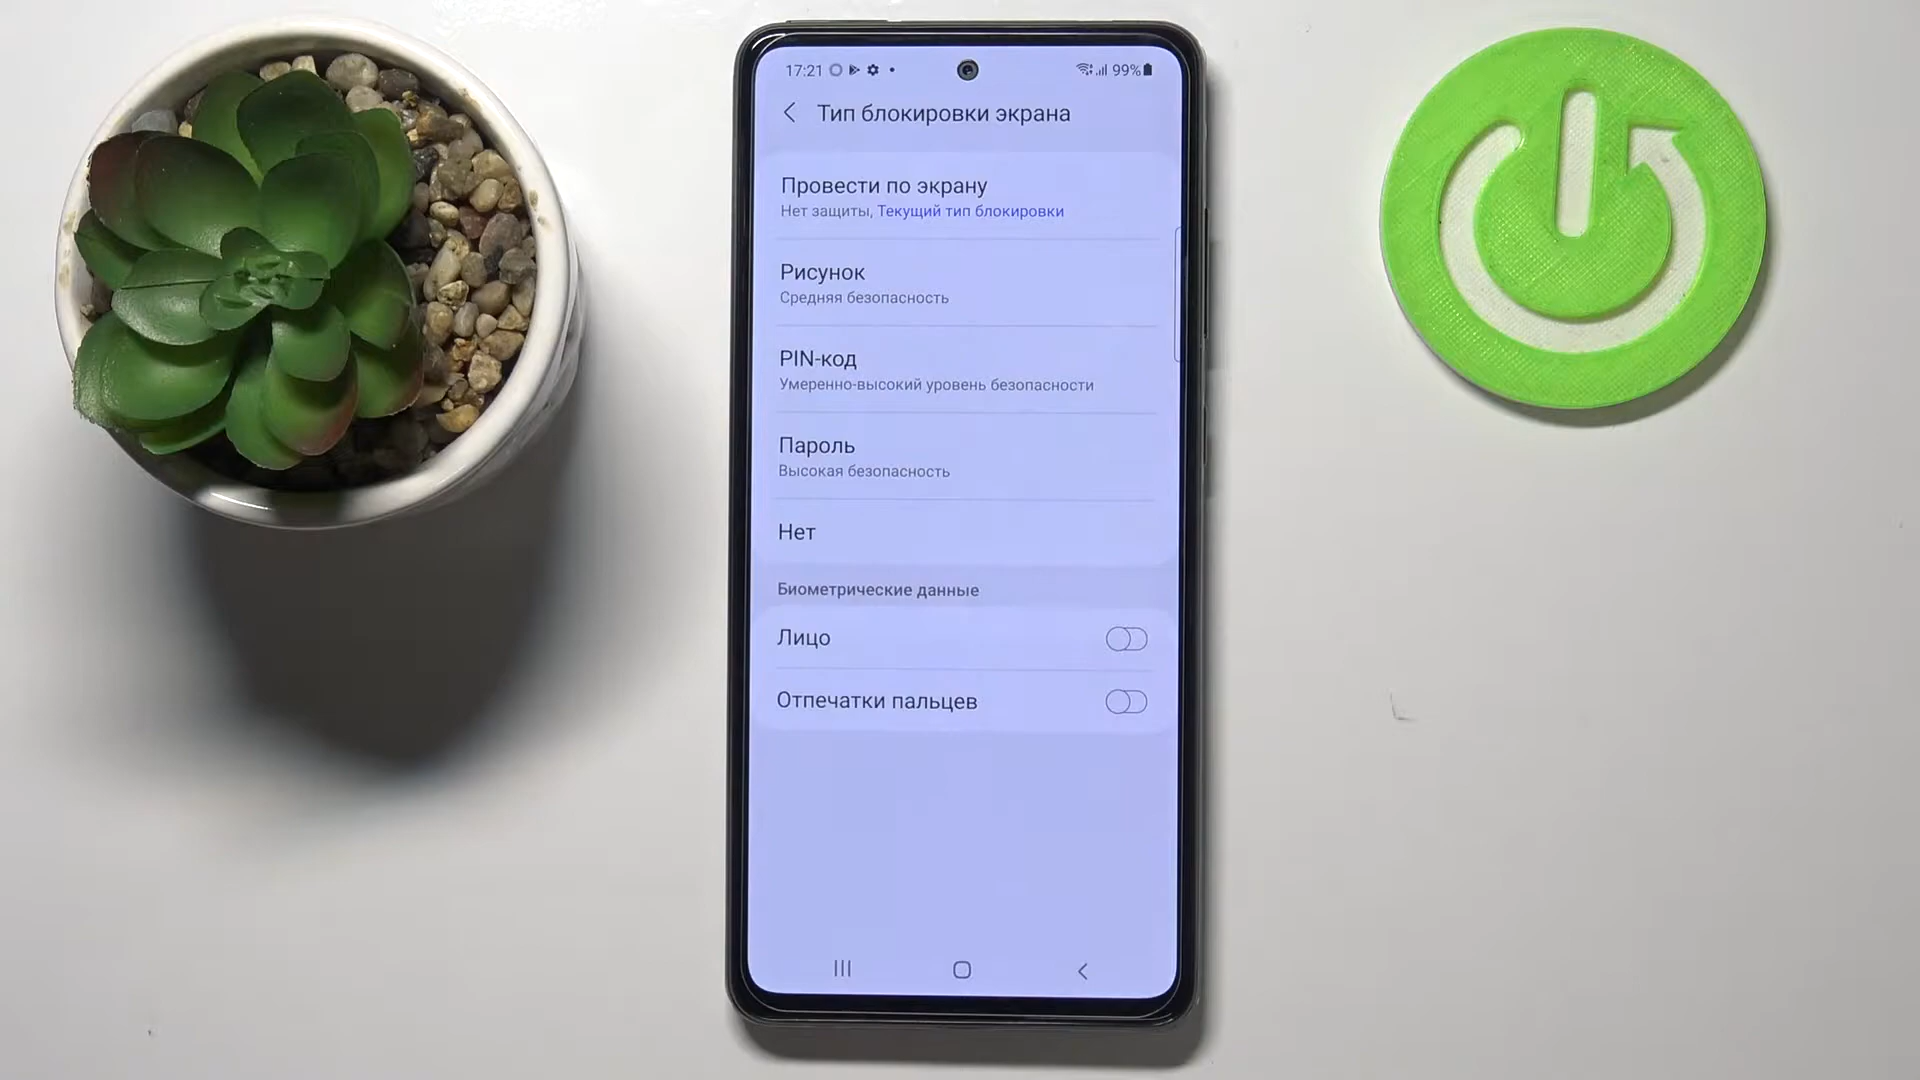 17:21 99%
Тип блокировки экрана
Провести по экрану
Нет защиты, Текущий тип блокировки
Рисунок
Средняя безопасность
PIN-код
Умеренно-высокий уровень безопасности
Пароль
Высокая безопасность
Нет
Биометрические данные
Лицо
Отпечатки пальцев